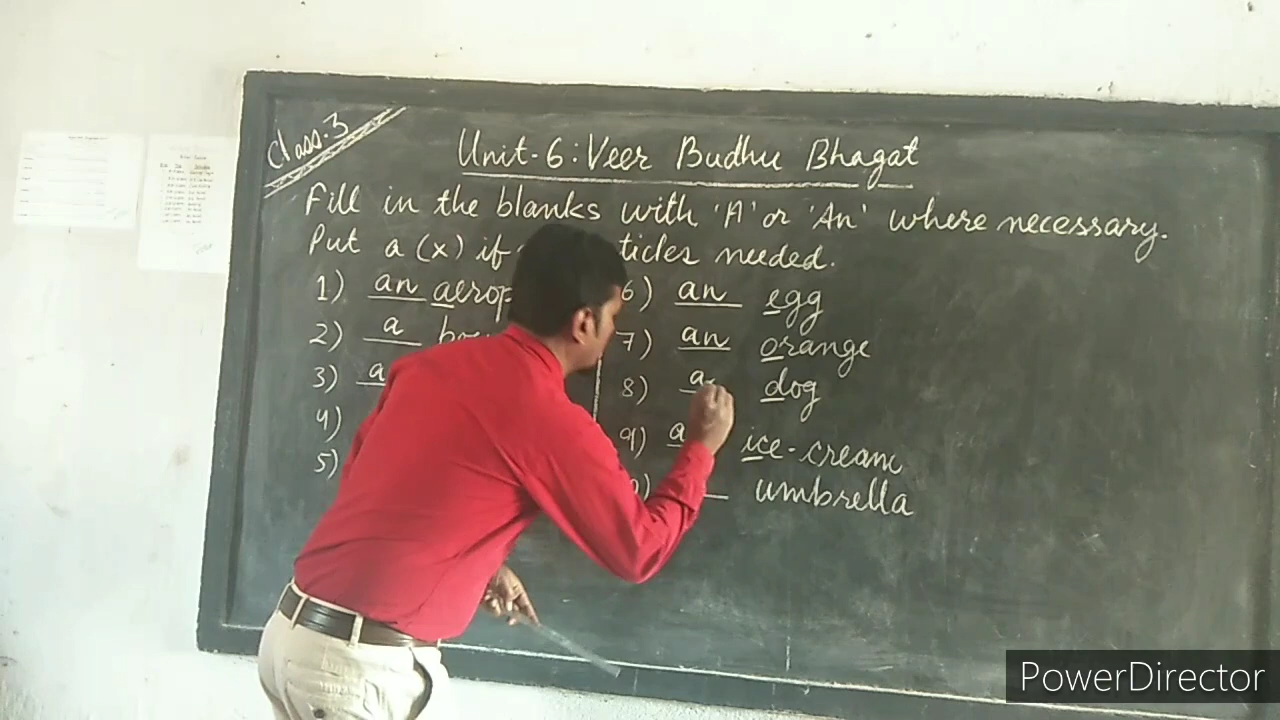 Class-3
Unit-6: Veer Budhu Bhagat
Fill in the blanks with 'A' or 'An' where necessary.
Put a (x) if ticles needed.
1) an aerop
2) a
3) a
4)
5)
6) an egg
7) an orange
8) a dog
9) a ice-cream
umbrella
PowerDirector